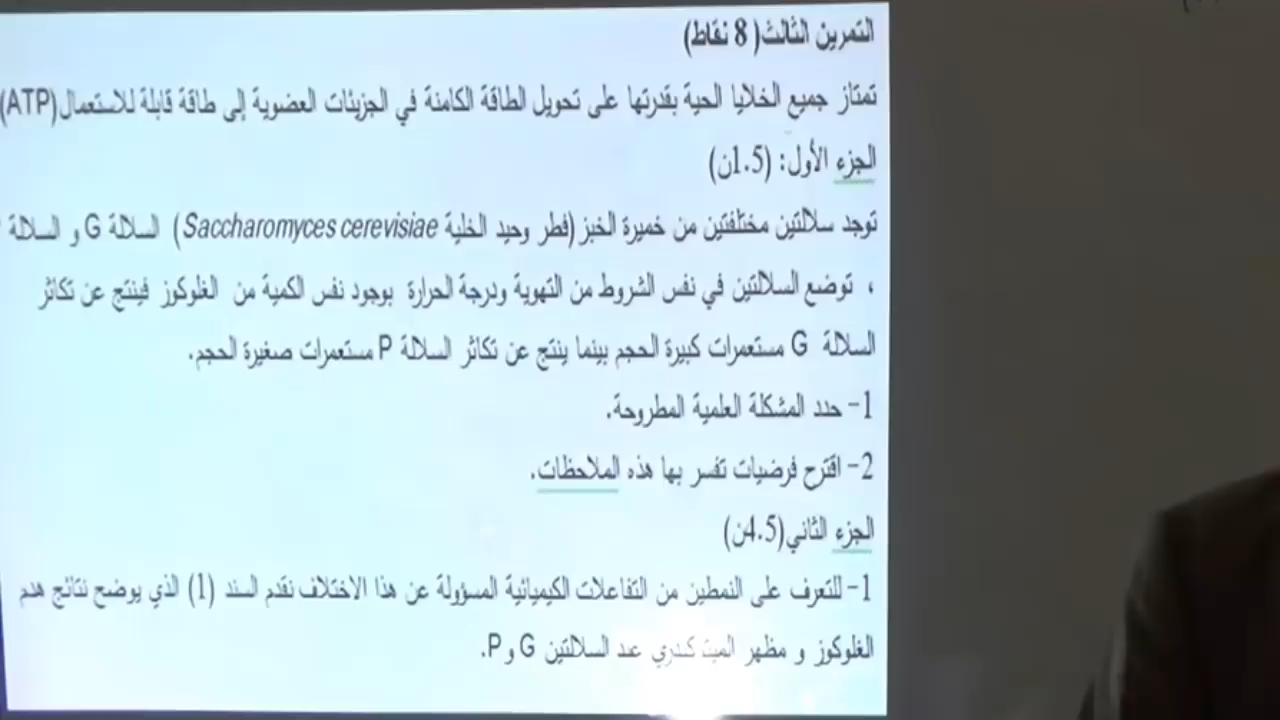 التمرين الثالث( 8 نقاط)
تمتاز جميع الخلايا الحية بقدرتها على تحويل الطاقة الكامنة في الجزيئات العضوية إلى طاقة قابلة للاستعمال(ATP)
الجزء الأول: (1.5ن)
توجد سلالتين مختلفتين من خميرة الخبز (فطر وحيد الخلية Saccharomyces cerevisiae) السلالة G و السلالة
، توضع السلالتين في نفس الشروط من التهوية ودرجة الحرارة بوجود نفس الكمية من الغلوكوز فينتج عن تكاثر
السلالة G مستعمرات كبيرة الحجم بينما ينتج عن تكاثر السلالة P مستعمرات صغيرة الحجم.
1- حدد المشكلة العلمية المطروحة.
2- اقترح فرضيات تفسر بها هذه الملاحظات.
الجزء الثاني(4.5ن)
1- للتعرف على النمطين من التفاعلات الكيميائية المسؤولة عن هذا الاختلاف نقدم السند (1) الذي يوضح نتائج هدم
الغلوكوز و مظهر الميتوكندري عند السلالتين G و P.